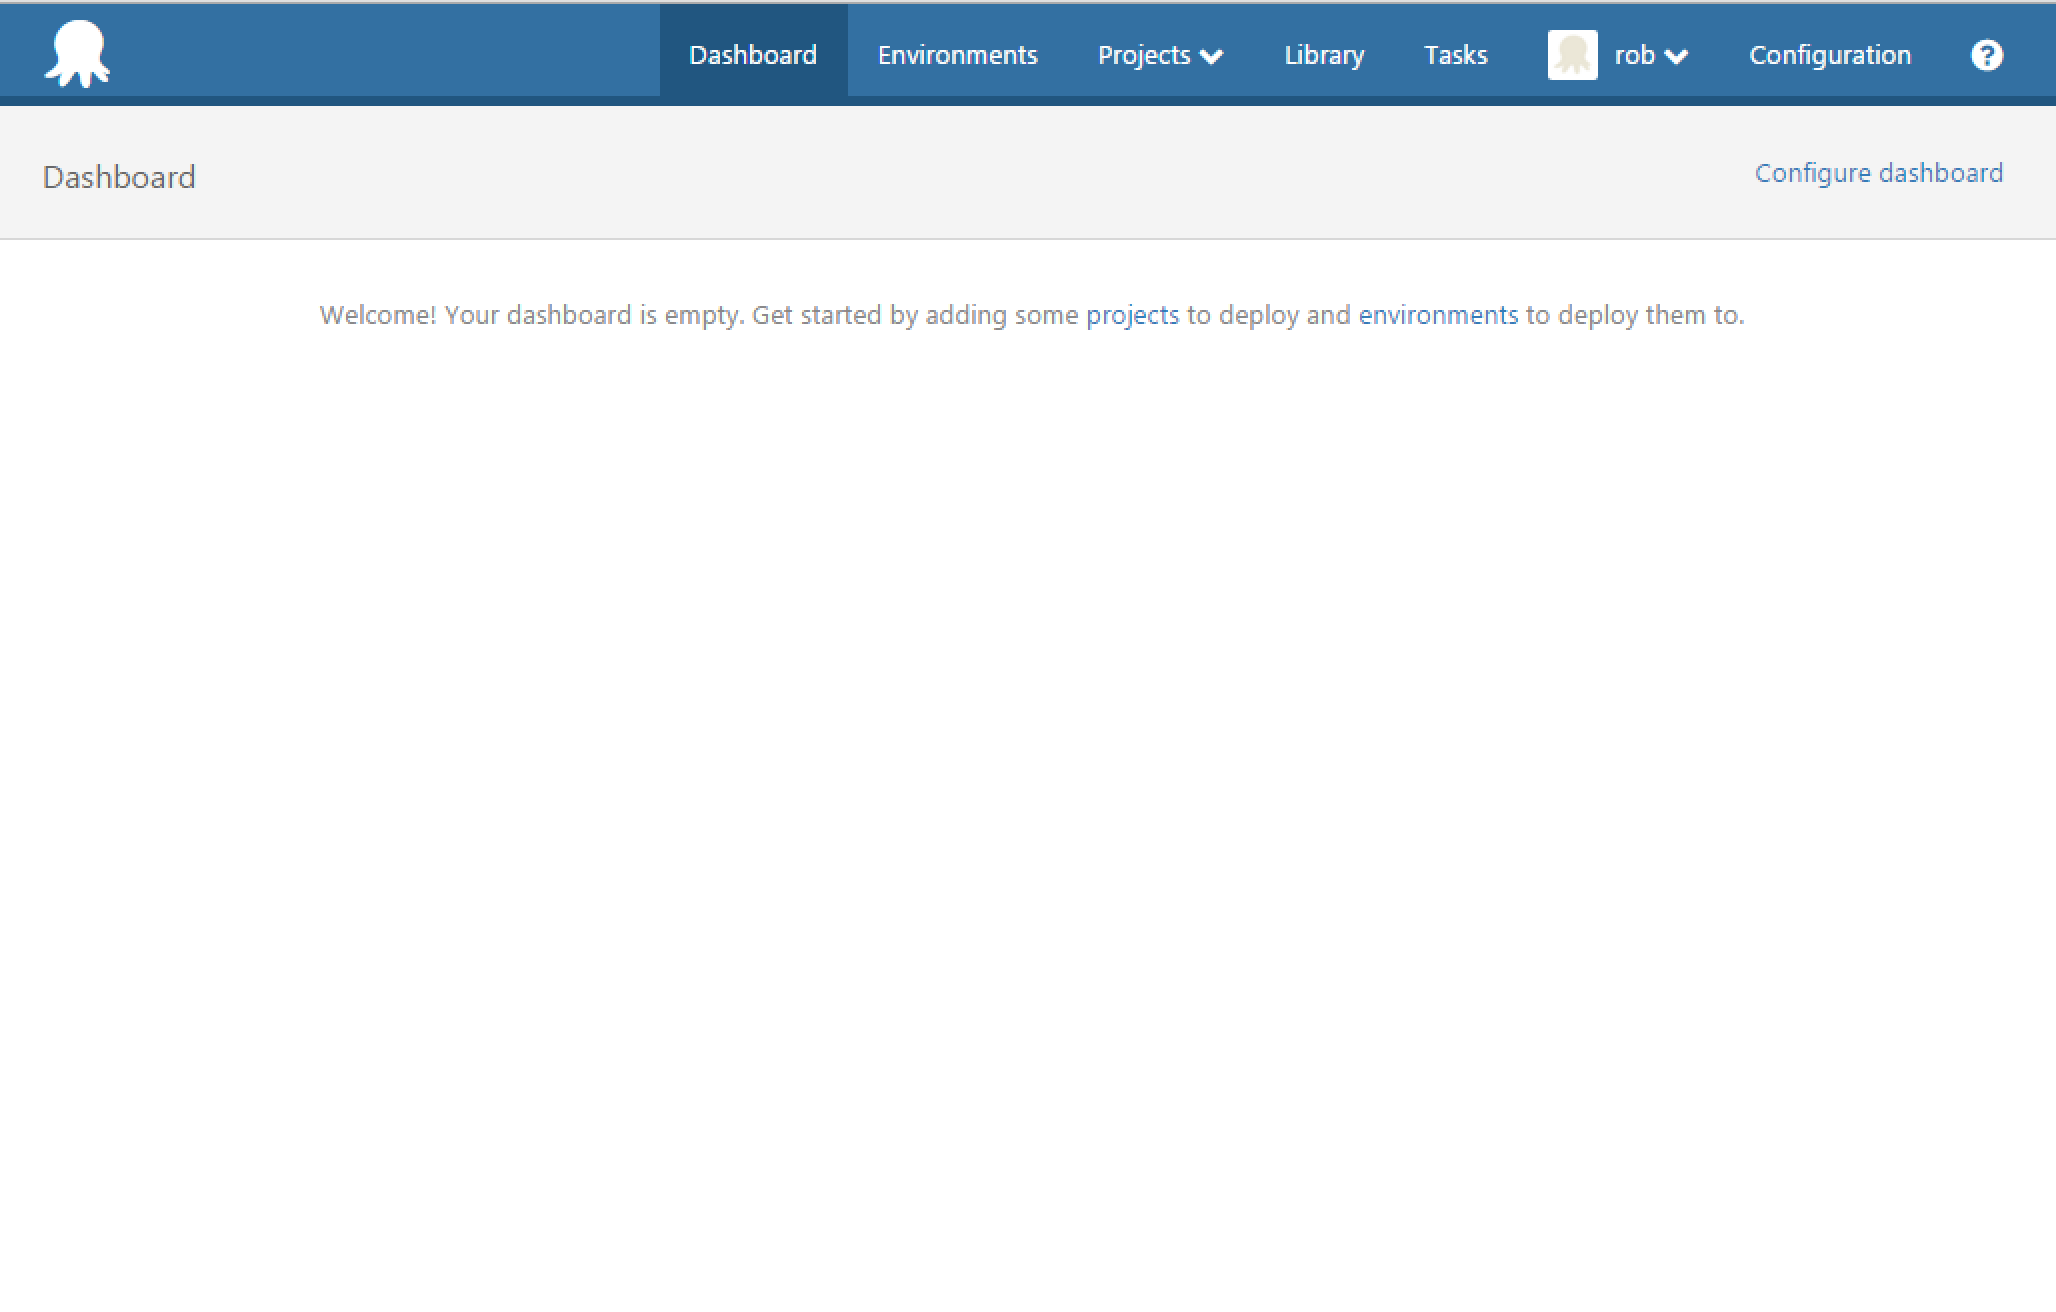 Dashboard Environments Projects Library Tasks rob Configuration ?
Dashboard Configure dashboard
Welcome! Your dashboard is empty. Get started by adding some projects to deploy and environments to deploy them to.